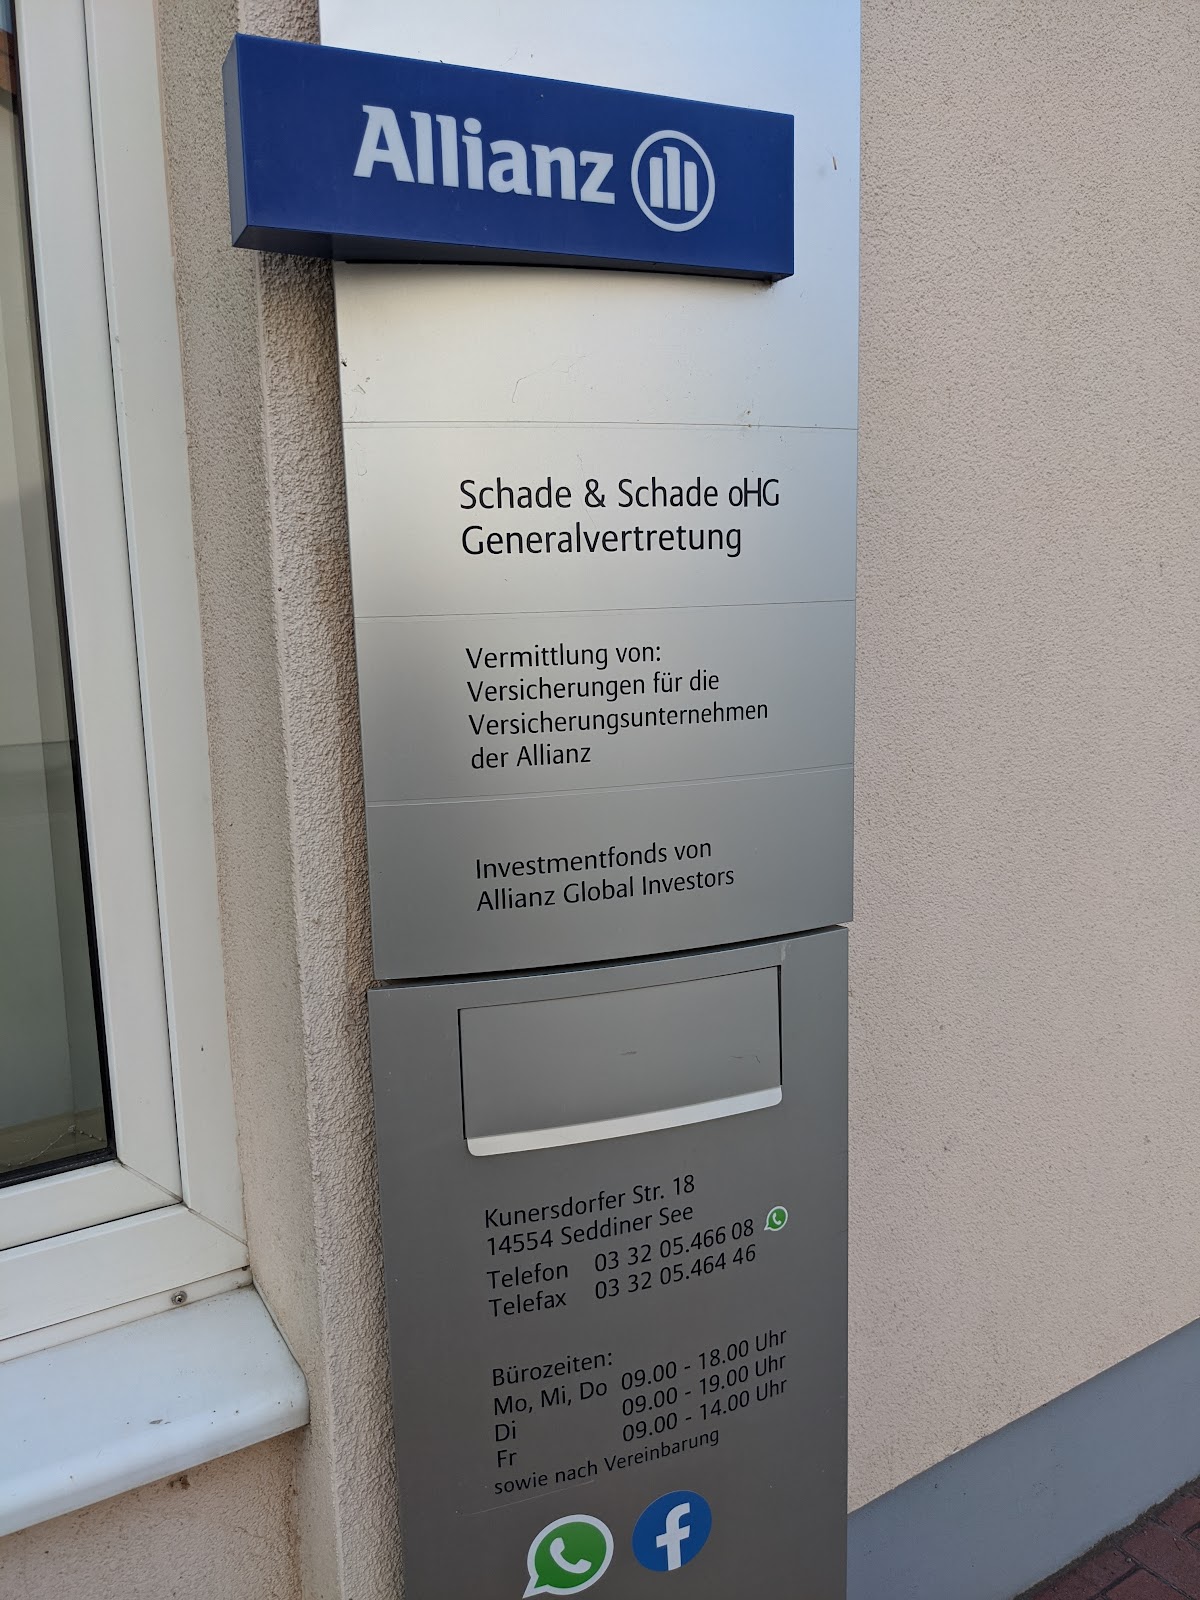 Allianz
Schade & Schade oHG
Generalvertretung
Vermittlung von:
Versicherungen für die
Versicherungsunternehmen
der Allianz
Investmentfonds von
Allianz Global Investors
Kunersdorfer Str. 18
14554 Seddiner See
Telefon 03 32 05.466 08
Telefax 03 32 05.464 46
Bürozeiten:
Mo, Mi, Do 09.00 - 18.00 Uhr
Di 09.00 - 19.00 Uhr
Fr 09.00 - 14.00 Uhr
sowie nach Vereinbarung